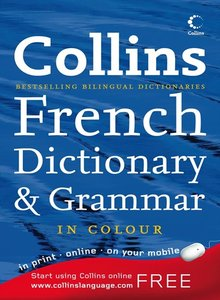 Collins
Collins
BESTSELLING BILINGUAL DICTIONARIES
French
Dictionary
& Grammar
IN COLOUR
in print · online · on your mobile
Start using Collins online
www.collinslanguage.com
FREE